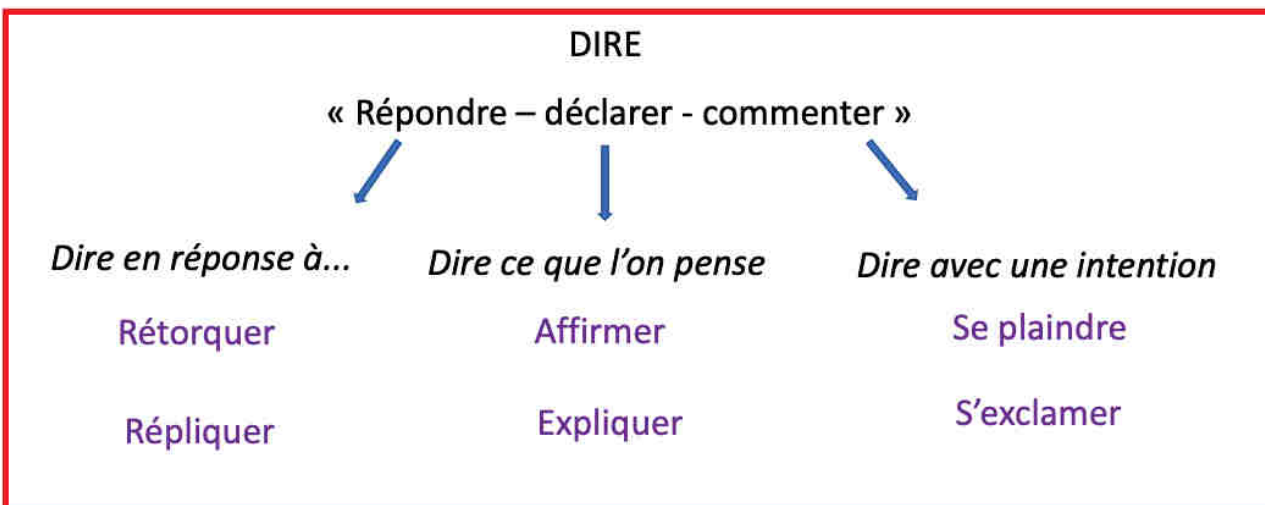 DIRE
« Répondre – déclarer - commenter »
Dire en réponse à...
Dire ce que l’on pense
Dire avec une intention
Rétorquer
Affirmer
Se plaindre
Répliquer
Expliquer
S’exclamer